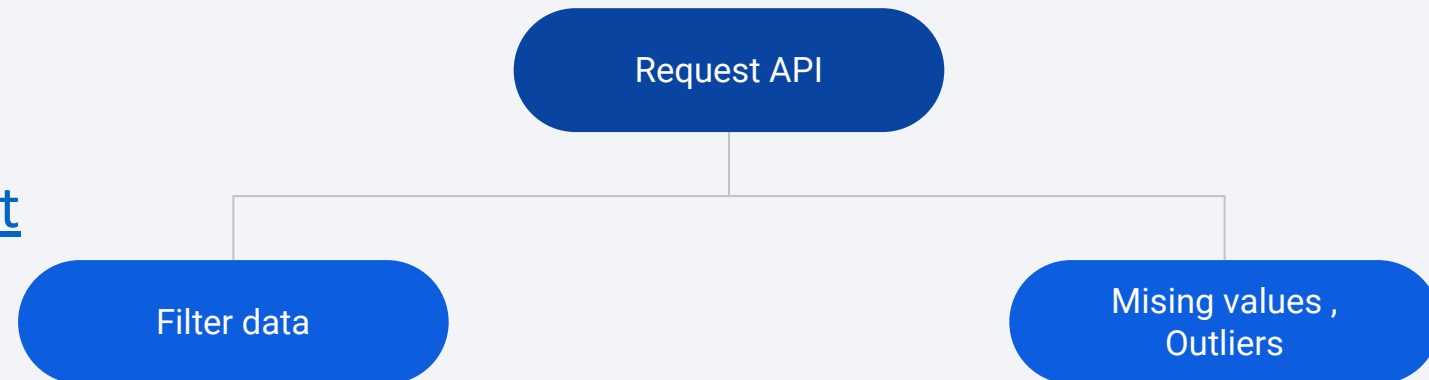 Request API
t
Filter data
Mising values ,
Outliers